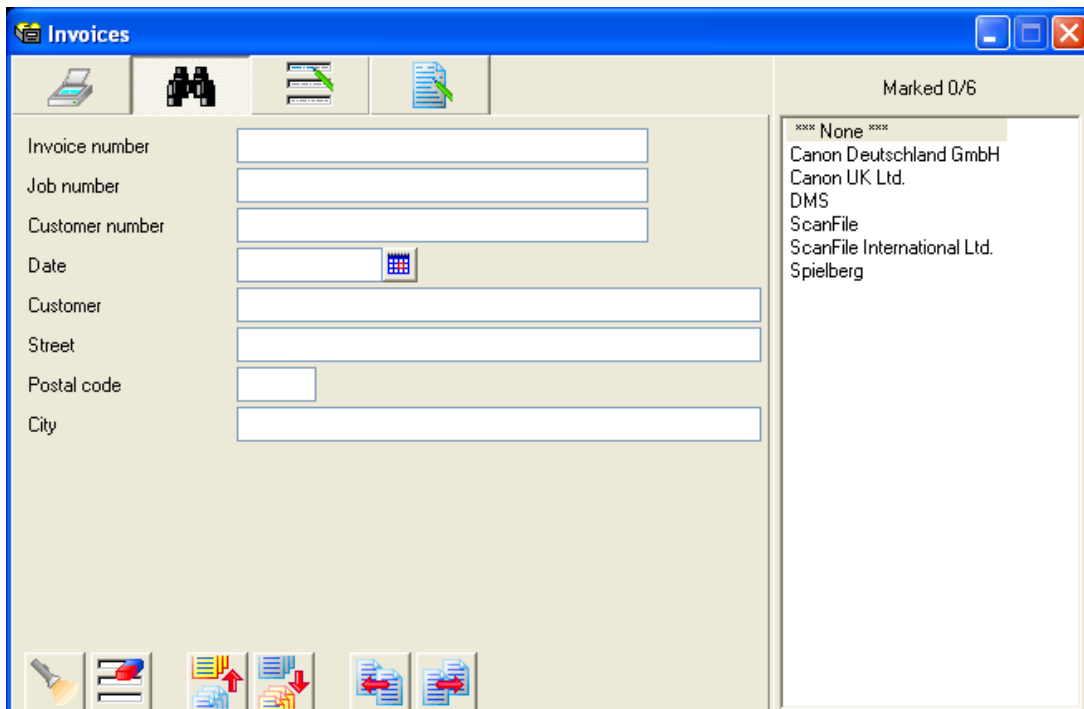 Invoices
Marked 0/6
Invoice number
Job number
Customer number
Date
Customer
Street
Postal code
City
*** None ***
Canon Deutschland GmbH
Canon UK Ltd.
DMS
ScanFile
ScanFile International Ltd.
Spielberg